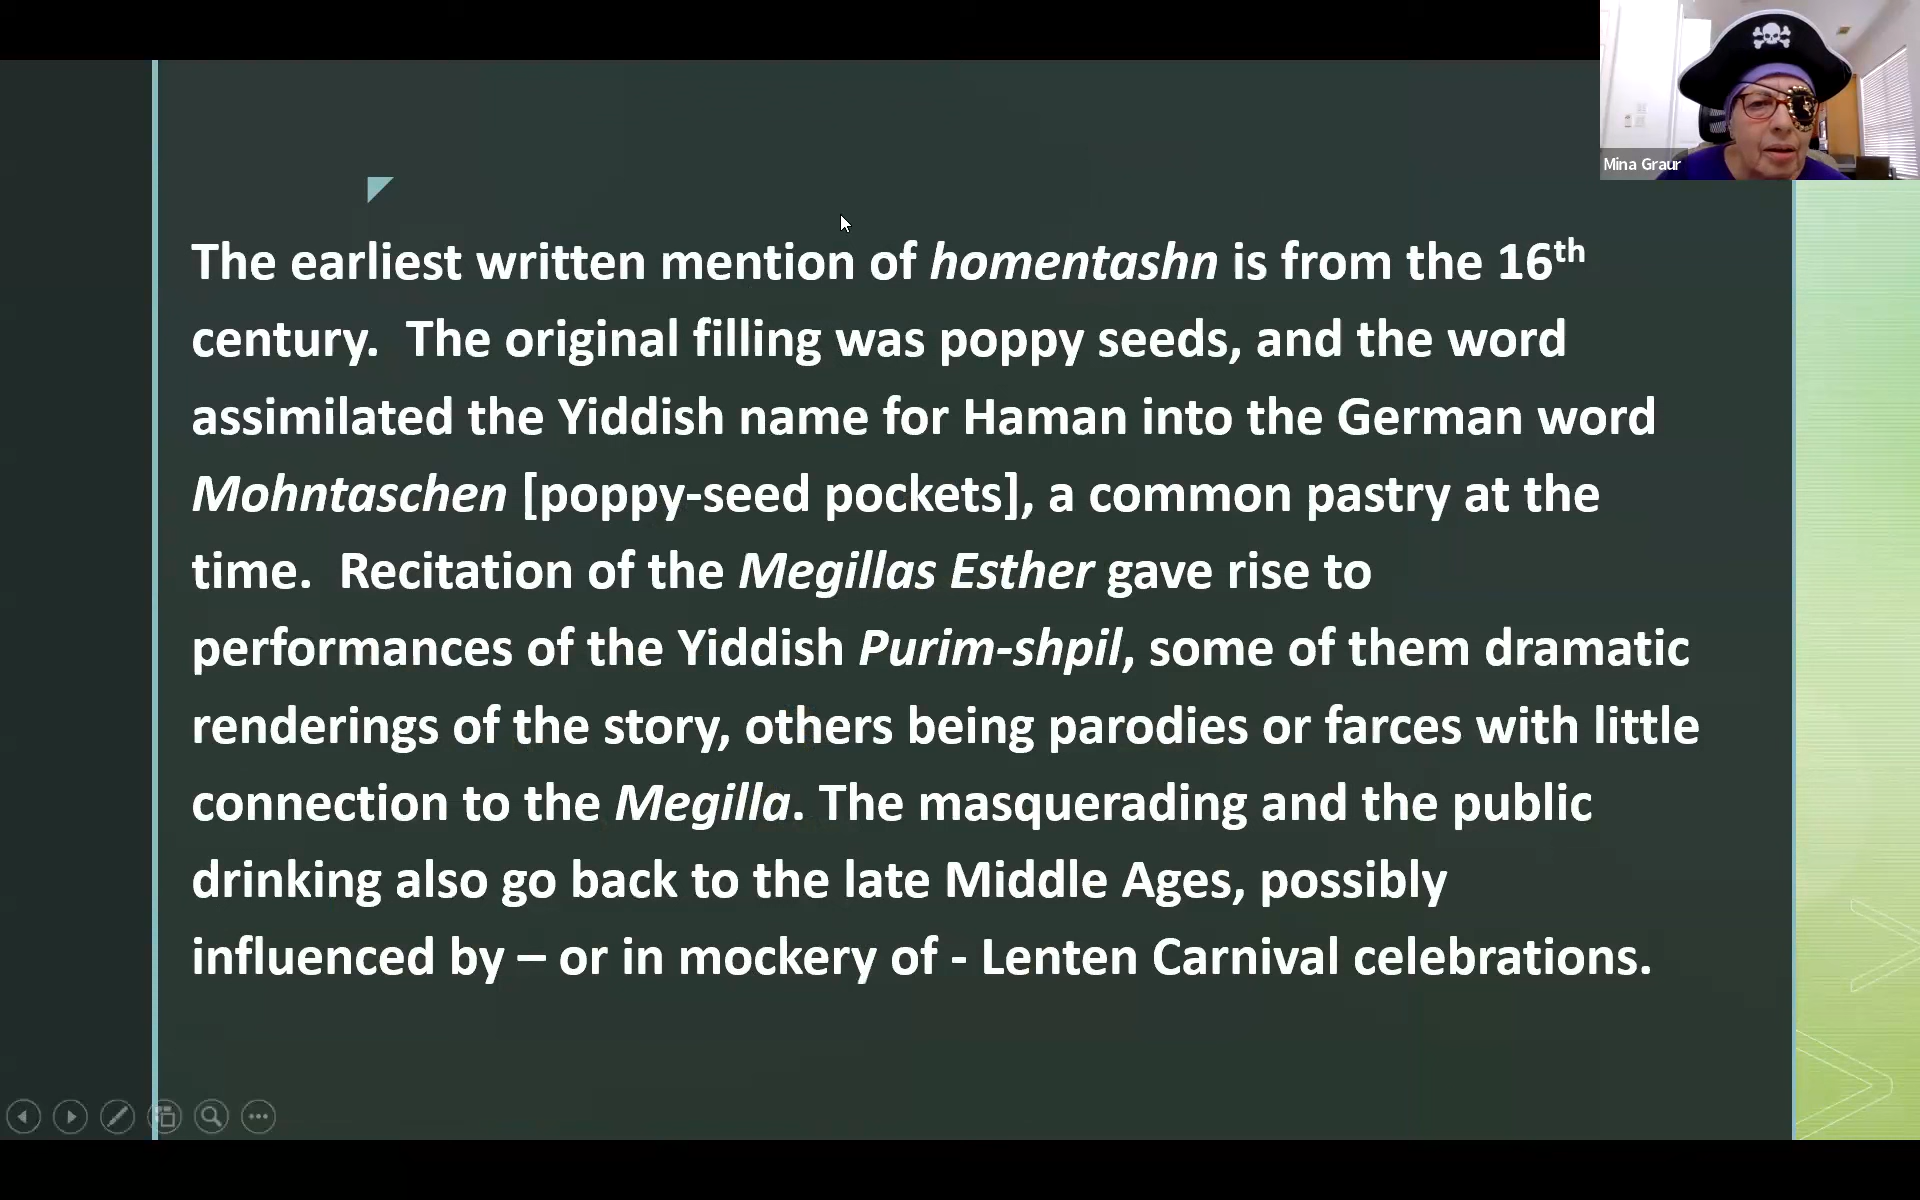 Mina Graur
The earliest written mention of homentashn is from the 16th
century.  The original filling was poppy seeds, and the word
assimilated the Yiddish name for Haman into the German word
Mohntaschen [poppy-seed pockets], a common pastry at the
time.  Recitation of the Megillas Esther gave rise to
performances of the Yiddish Purim-shpil, some of them dramatic
renderings of the story, others being parodies or farces with little
connection to the Megilla. The masquerading and the public
drinking also go back to the late Middle Ages, possibly
influenced by – or in mockery of - Lenten Carnival celebrations.